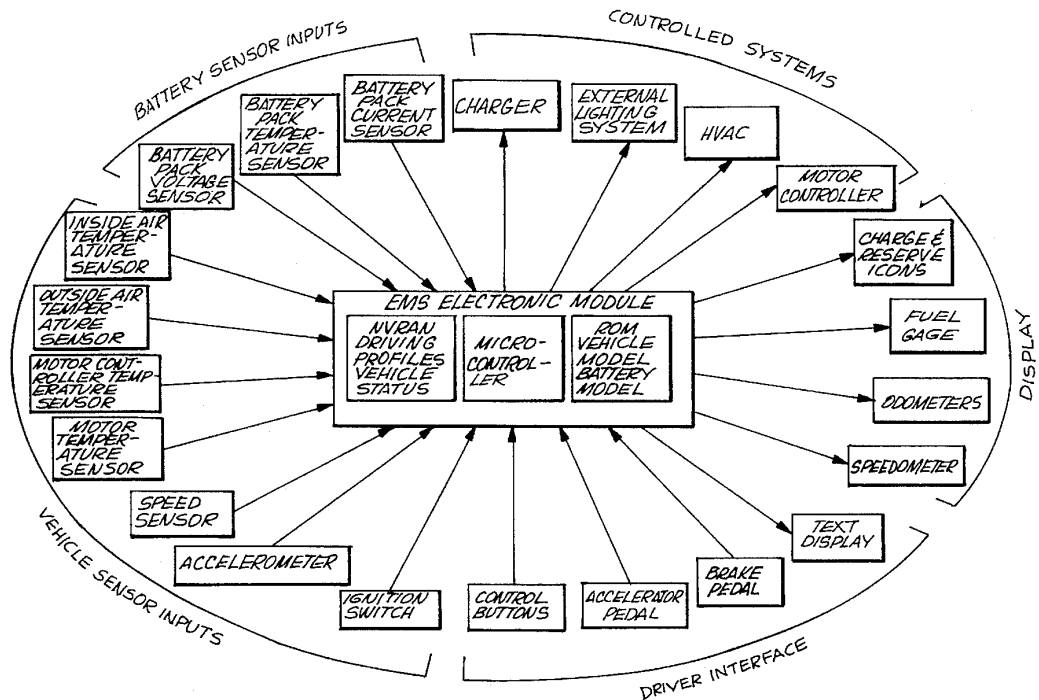 BATTERY SENSOR INPUTS
CONTROLLED SYSTEMS
BATTERY
PACK
CURRENT
SENSOR
CHARGER
EXTERNAL
LIGHTING
SYSTEM
HVAC
MOTOR
CONTROLLER
BATTERY
PACK
TEMPER-
ATURE
SENSOR
BATTERY
PACK
VOLTAGE
SENSOR
INSIDE AIR
TEMPER-
ATURE
SENSOR
OUTSIDE AIR
TEMPER-
ATURE
SENSOR
MOTOR CONT-
ROLLER TEMP-
ERATURE
SENSOR
MOTOR
TEMPER-
ATURE
SENSOR
SPEED
SENSOR
ACCELEROMETER
IGNITION
SWITCH
VEHICLE SENSOR INPUTS
EMS ELECTRONIC MODULE
NVRAN
DRIVING
PROFILES
VEHICLE
STATUS
MICRO-
CONTROL-
LER
ROM
VEHICLE
MODEL
BATTERY
MODEL
CHARGE &
RESERVE
ICONS
FUEL
GAGE
ODOMETERS
SPEEDOMETER
DISPLAY
TEXT
DISPLAY
BRAKE
PEDAL
ACCELERATOR
PEDAL
CONTROL
BUTTONS
DRIVER INTERFACE